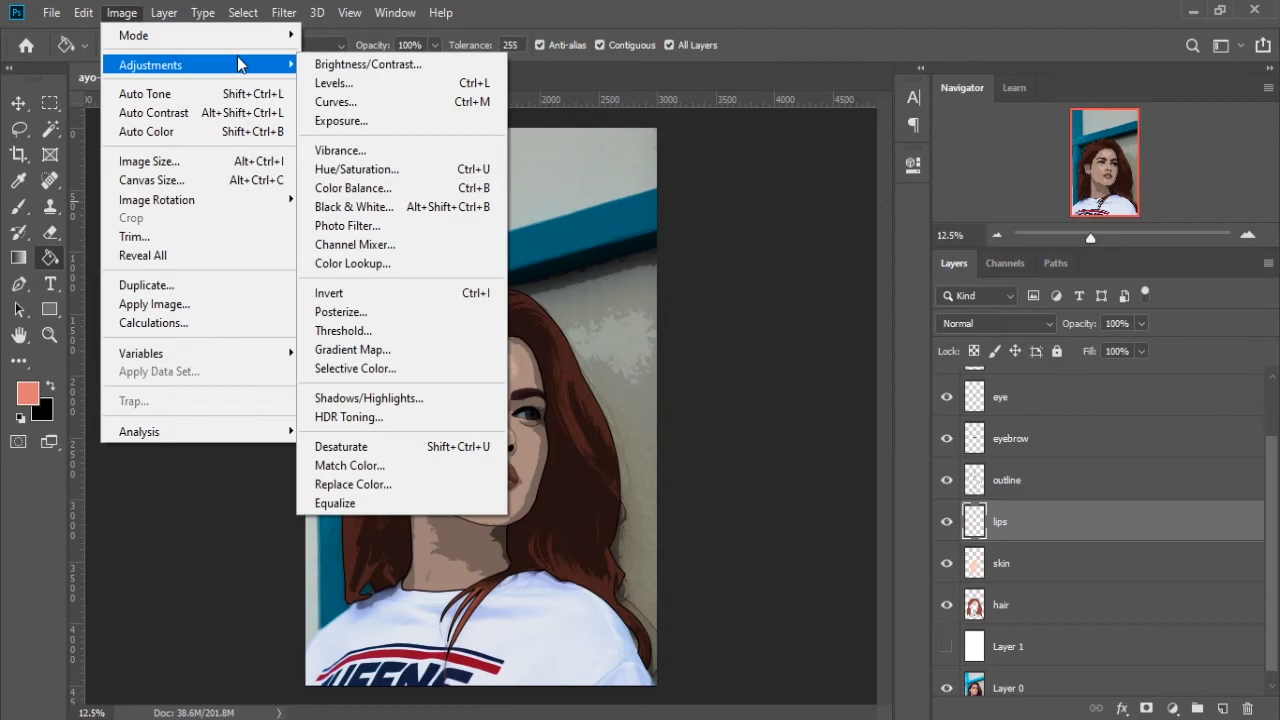 Ps File Edit Image Layer Type Select Filter 3D View Window Help
Opacity: 100% Tolerance: 255 Anti-alias Contiguous All Layers
Mode
Adjustments
Auto Tone Shift+Ctrl+L
Auto Contrast Alt+Shift+Ctrl+L
Auto Color Shift+Ctrl+B
Image Size... Alt+Ctrl+I
Canvas Size... Alt+Ctrl+C
Image Rotation
Crop
Trim...
Reveal All
Duplicate...
Apply Image...
Calculations...
Variables
Apply Data Set...
Trap...
Analysis
Brightness/Contrast...
Levels... Ctrl+L
Curves... Ctrl+M
Exposure...
Vibrance...
Hue/Saturation... Ctrl+U
Color Balance... Ctrl+B
Black & White... Alt+Shift+Ctrl+B
Photo Filter...
Channel Mixer...
Color Lookup...
Invert Ctrl+I
Posterize...
Threshold...
Gradient Map...
Selective Color...
Shadows/Highlights...
HDR Toning...
Desaturate Shift+Ctrl+U
Match Color...
Replace Color...
Equalize
ayo-
2000 2500 3000 3500 4000 4500
QUEENS
12.5% Doc: 38.6M/201.8M
Navigator Learn
12.5%
Layers Channels Paths
Kind
Normal Opacity: 100%
Lock: Fill: 100%
eye
eyebrow
outline
lips
skin
hair
Layer 1
Layer 0